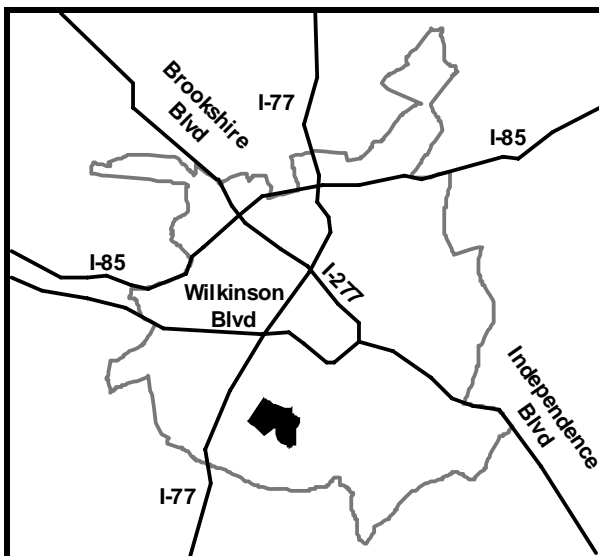 Brookshire
Blvd
I-77
I-85
I-85
I-277
Wilkinson
Blvd
Independence
Blvd
I-77